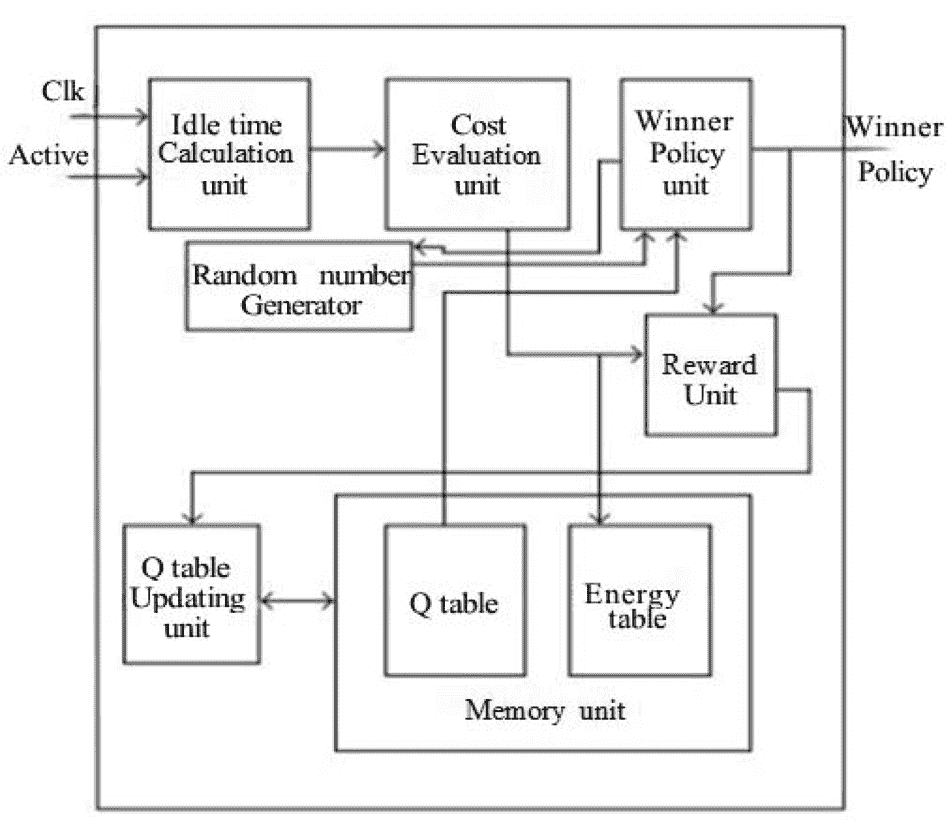 Clk
Active
Idle time
Calculation
unit
Cost
Evaluation
unit
Winner
Policy
unit
Winner
Policy
Random number
Generator
Reward
Unit
Q table
Updating
unit
Q table
Energy
table
Memory unit